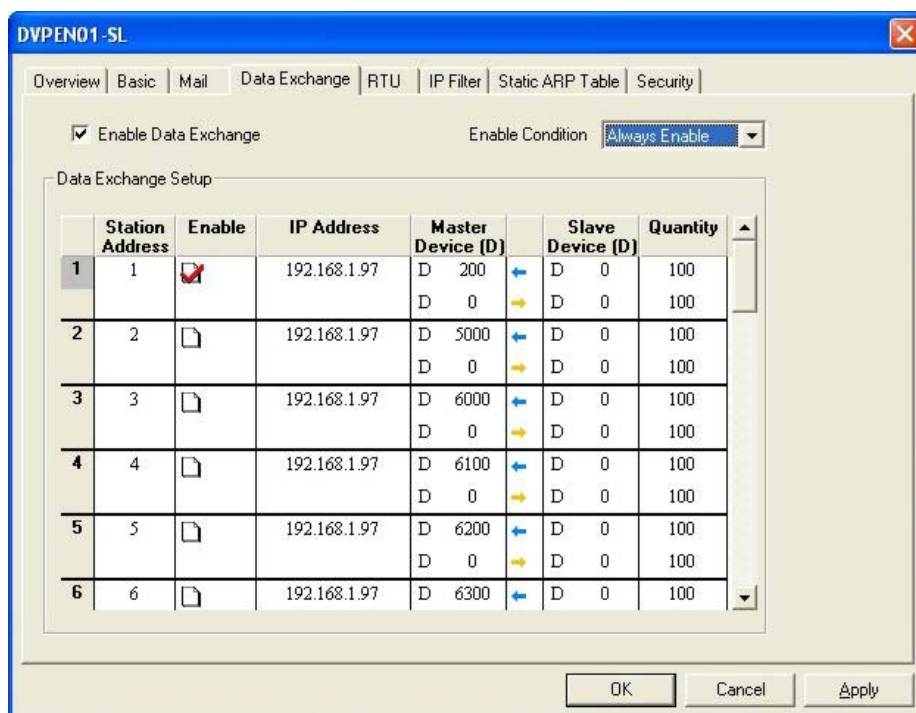 DVPEN01-SL
Overview Basic Mail Data Exchange RTU IP Filter Static ARP Table Security
Enable Data Exchange Enable Condition Always Enable
Data Exchange Setup
Station Address Enable IP Address Master Device (D) Slave Device (D) Quantity
1 1 192.168.1.97 D 200 D 0 100
D 0 D 0 100
2 2 192.168.1.97 D 5000 D 0 100
D 0 D 0 100
3 3 192.168.1.97 D 6000 D 0 100
D 0 D 0 100
4 4 192.168.1.97 D 6100 D 0 100
D 0 D 0 100
5 5 192.168.1.97 D 6200 D 0 100
D 0 D 0 100
6 6 192.168.1.97 D 6300 D 0 100
OK Cancel Apply